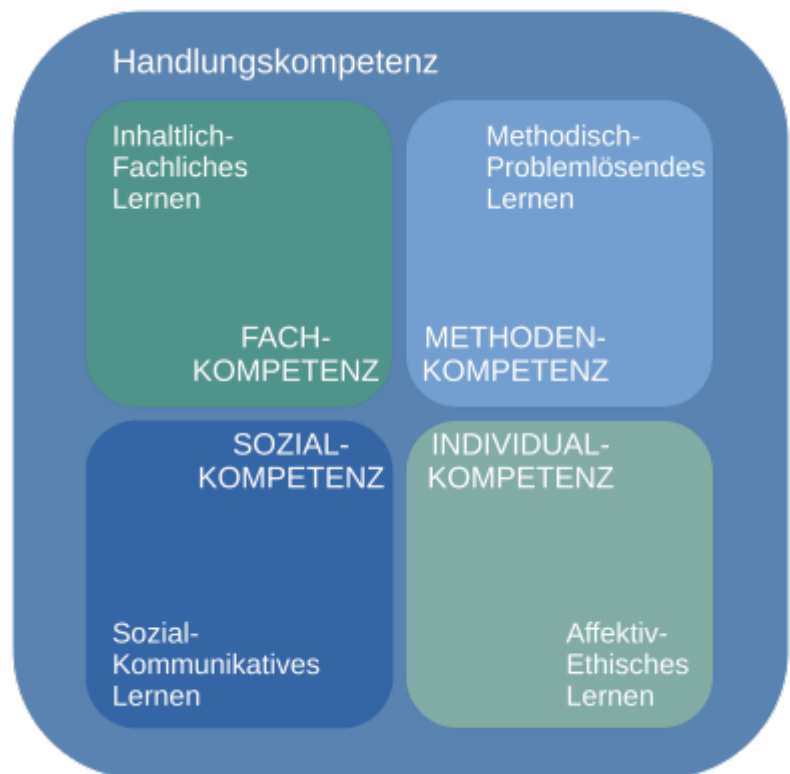 Handlungskompetenz
Inhaltlich-
Fachliches
Lernen
FACH-
KOMPETENZ
Methodisch-
Problemlösendes
Lernen
METHODEN-
KOMPETENZ
SOZIAL-
KOMPETENZ
Sozial-
Kommunikatives
Lernen
INDIVIDUAL-
KOMPETENZ
Affektiv-
Ethisches
Lernen